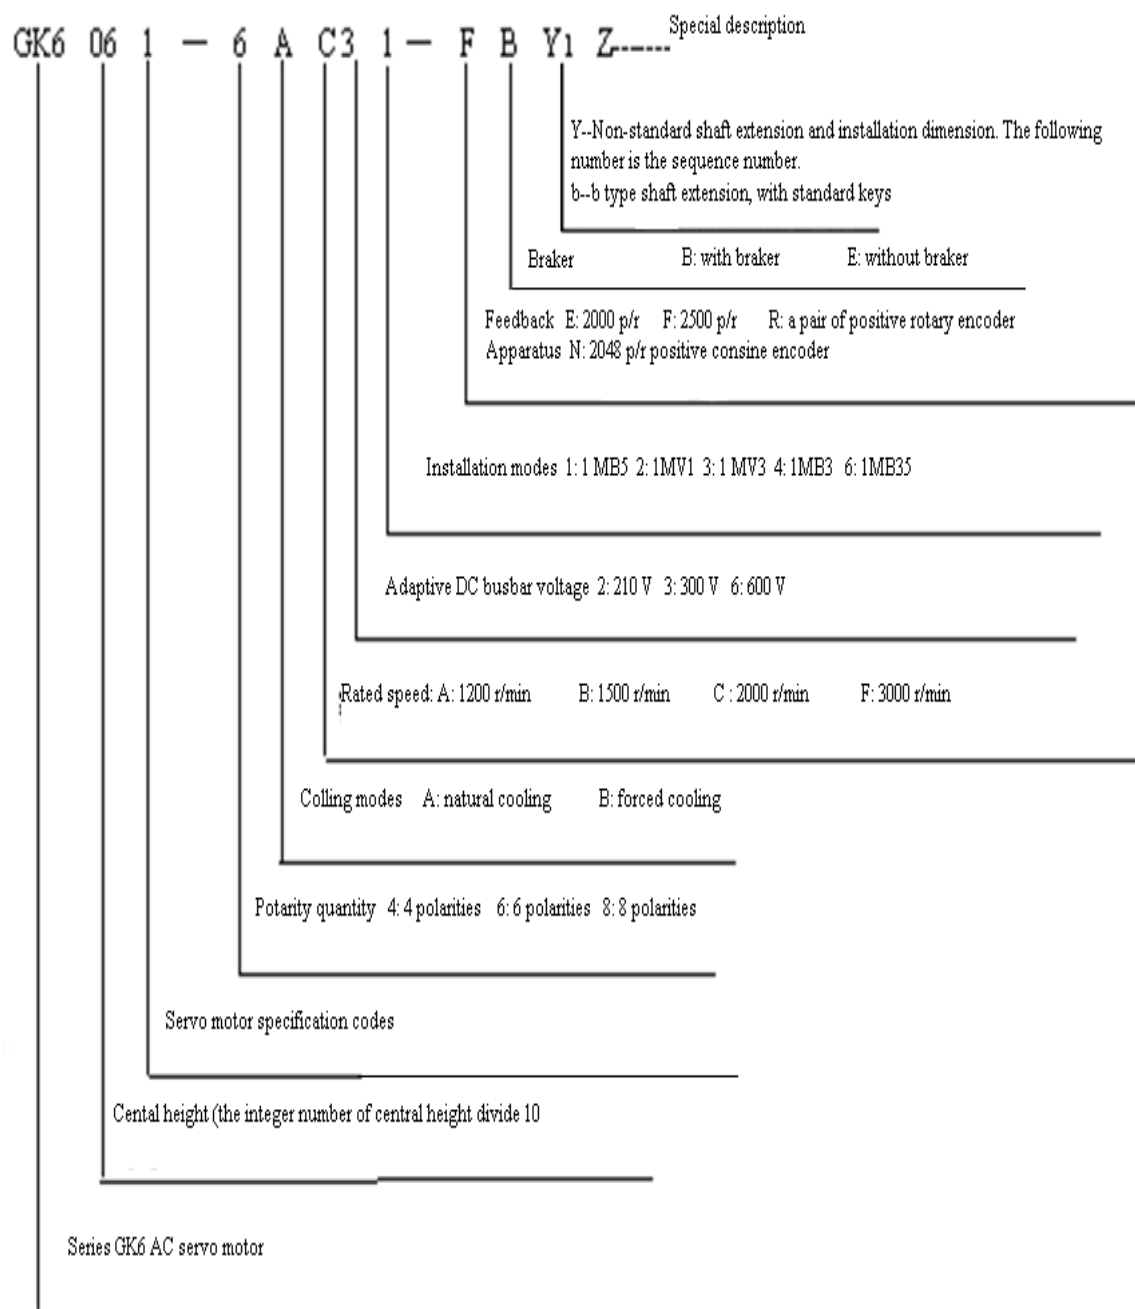 GK6 06 1 — 6 A C3 1 — F B Y1 Z------- Special description
Y--Non-standard shaft extension and installation dimension. The following
number is the sequence number.
b--b type shaft extension, with standard keys
Braker B: with braker E: without braker
Feedback E: 2000 p/r F: 2500 p/r R: a pair of positive rotary encoder
Apparatus N: 2048 p/r positive consine encoder
Installation modes 1: 1 MB5 2: 1MV1 3: 1 MV3 4: 1MB3 6: 1MB35
Adaptive DC busbar voltage 2: 210 V 3: 300 V 6: 600 V
Rated speed: A: 1200 r/min B: 1500 r/min C : 2000 r/min F: 3000 r/min
Colling modes A: natural cooling B: forced cooling
Potarity quantity 4: 4 polarities 6: 6 polarities 8: 8 polarities
Servo motor specification codes
Cental height (the integer number of central height divide 10
Series GK6 AC servo motor